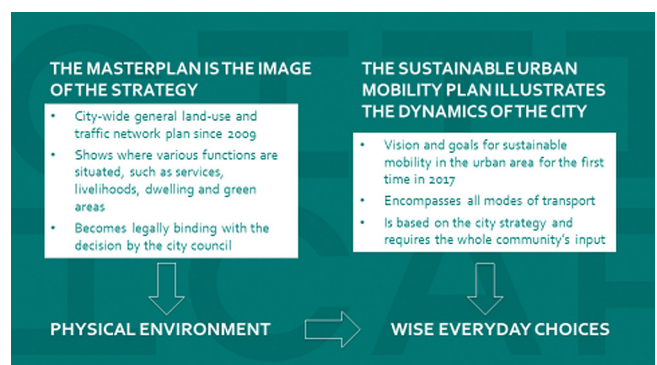 THE MASTERPLAN IS THE IMAGE
OF THE STRATEGY
• City-wide general land-use and
traffic network plan since 2009
• Shows where various functions are
situated, such as services,
livelihoods, dwelling and green
areas
• Becomes legally binding with the
decision by the city council
PHYSICAL ENVIRONMENT
THE SUSTAINABLE URBAN
MOBILITY PLAN ILLUSTRATES
THE DYNAMICS OF THE CITY
• Vision and goals for sustainable
mobility in the urban area for the first
time in 2017
• Encompasses all modes of transport
• Is based on the city strategy and
requires the whole community's input
WISE EVERYDAY CHOICES